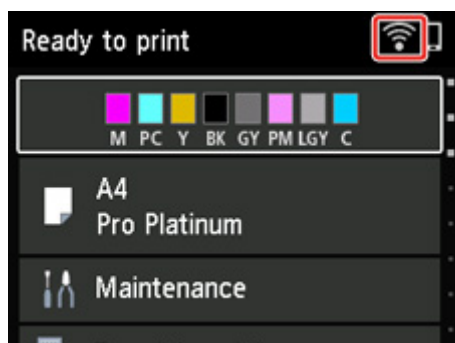 Ready to print
M PC Y BK GY PM LGY C
A4
Pro Platinum
Maintenance